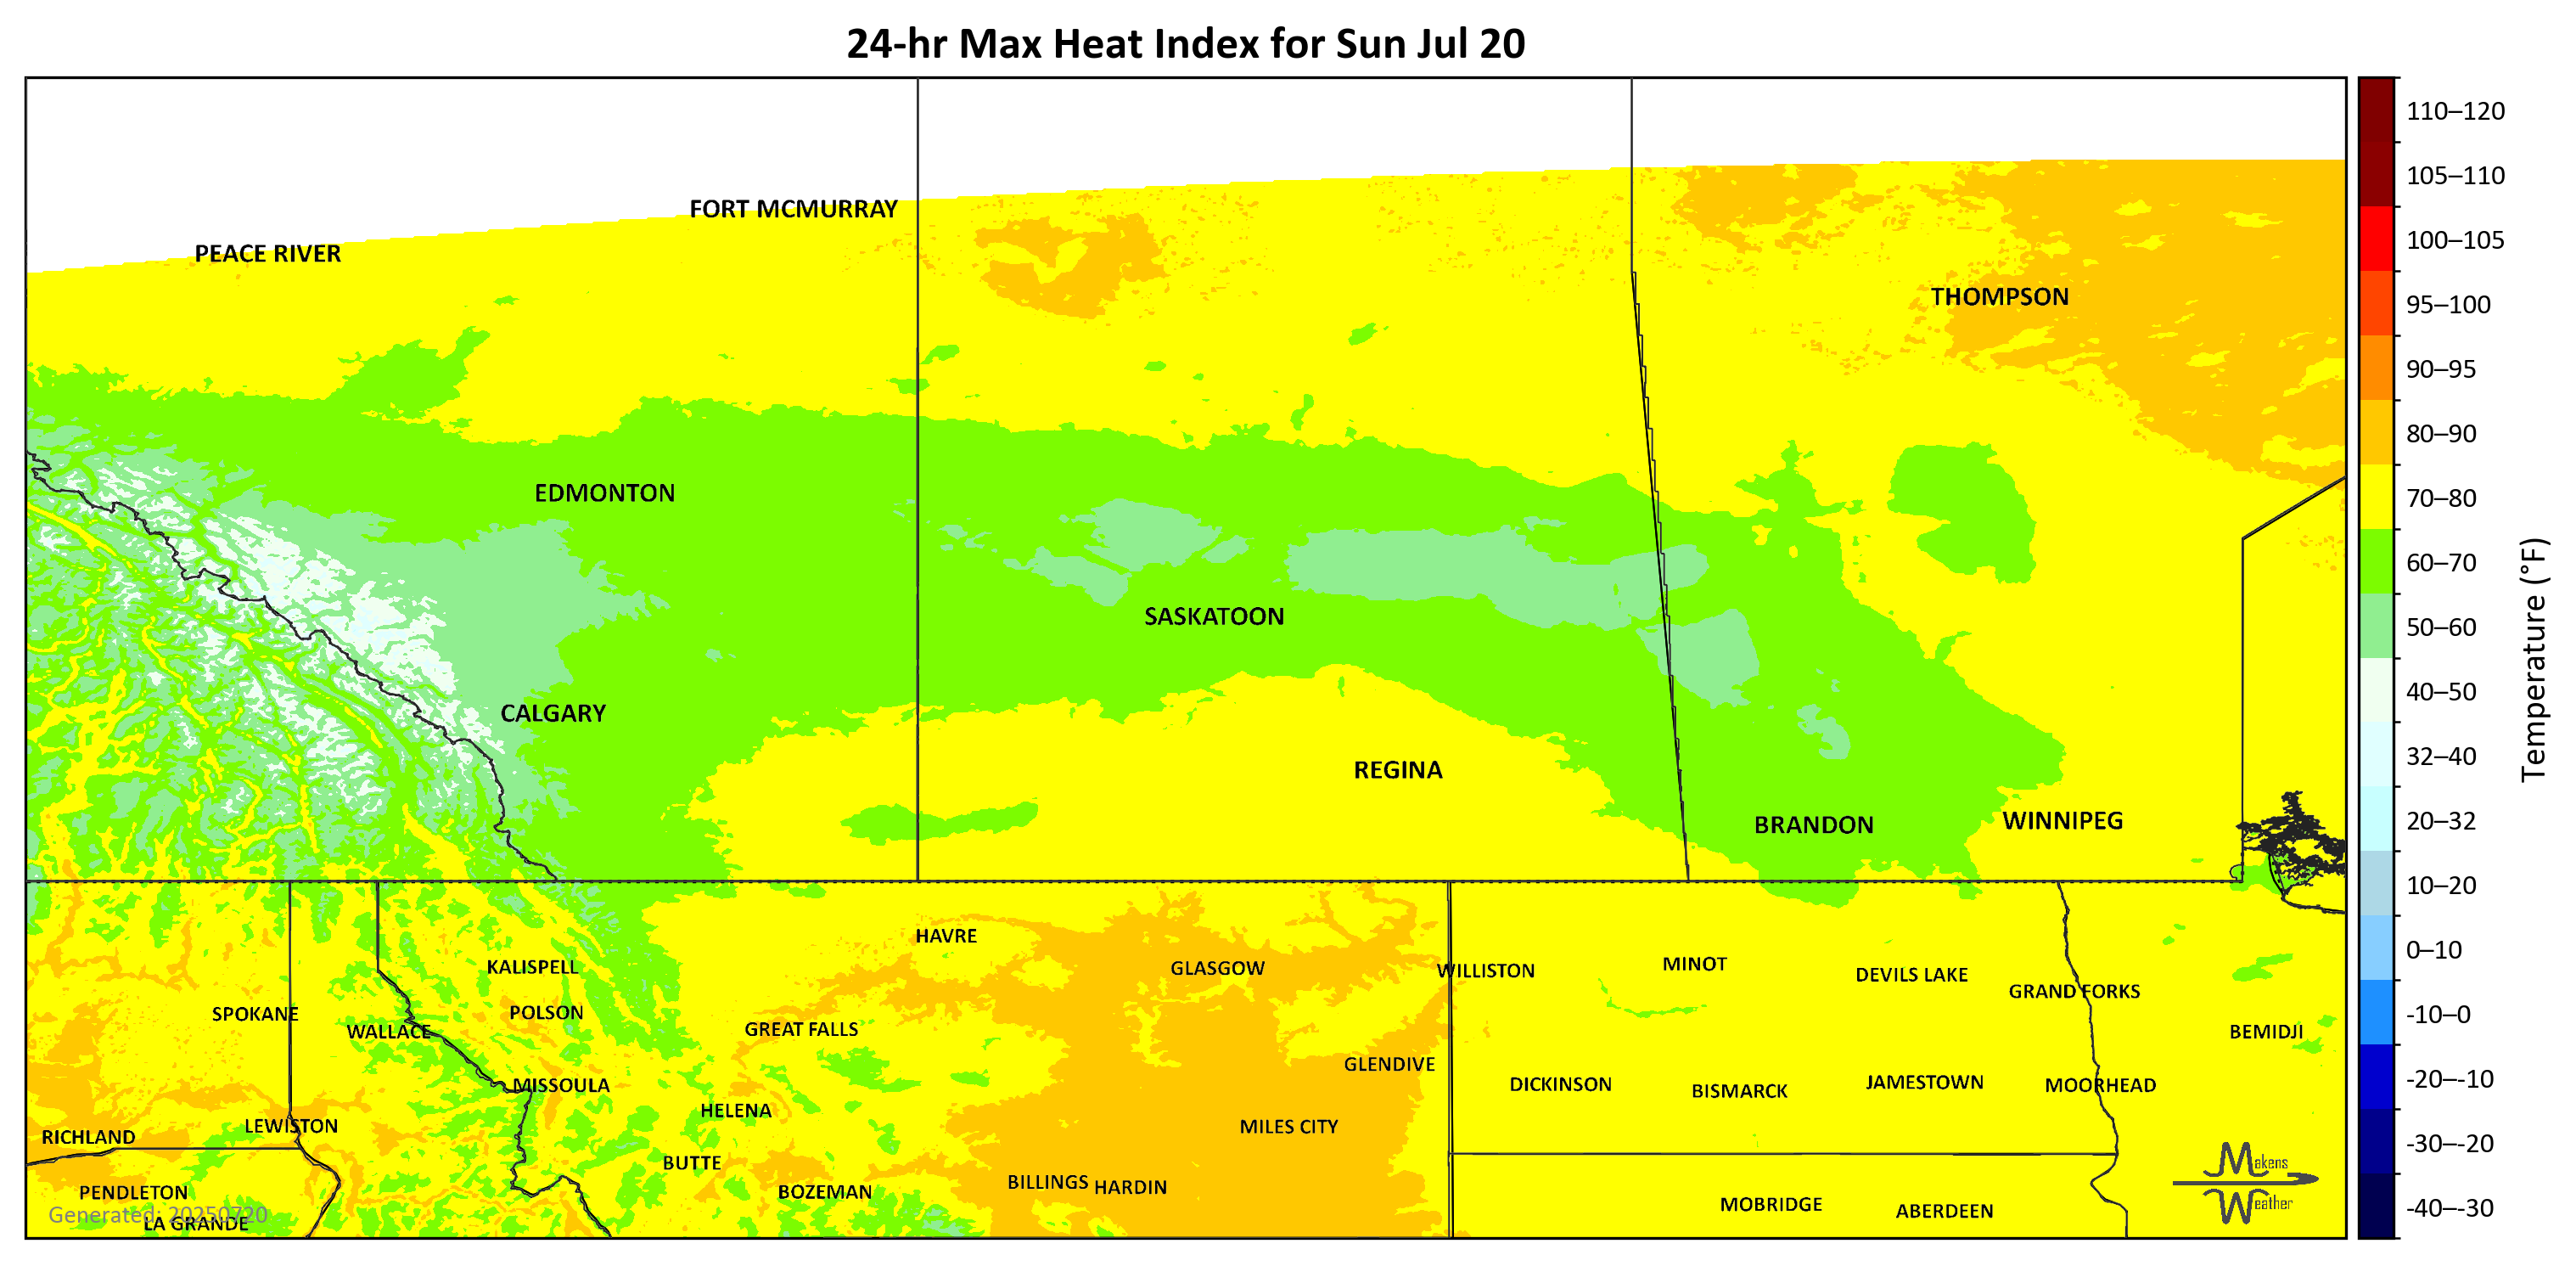 24-hr Max Heat Index for Sun Jul 20
FORT MCMURRAY
PEACE RIVER
THOMPSON
EDMONTON
SASKATOON
CALGARY
REGINA
BRANDON
WINNIPEG
HAVRE
KALISPELL
GLASGOW
WILLISTON
MINOT
DEVILS LAKE
GRAND FORKS
SPOKANE
POLSON
WALLACE
GREAT FALLS
BEMIDJI
GLENDIVE
MISSOULA
DICKINSON
BISMARCK
JAMESTOWN
MOORHEAD
HELENA
LEWISTON
MILES CITY
RICHLAND
BUTTE
PENDLETON
BOZEMAN
BILLINGS
HARDIN
MOBRIDGE
ABERDEEN
Generated: 20250720
LA GRANDE
Makens
Weather
110–120
105–110
100–105
95–100
90–95
80–90
70–80
60–70
50–60
40–50
32–40
20–32
10–20
0–10
-10–0
-20–-10
-30–-20
-40–-30
Temperature (°F)